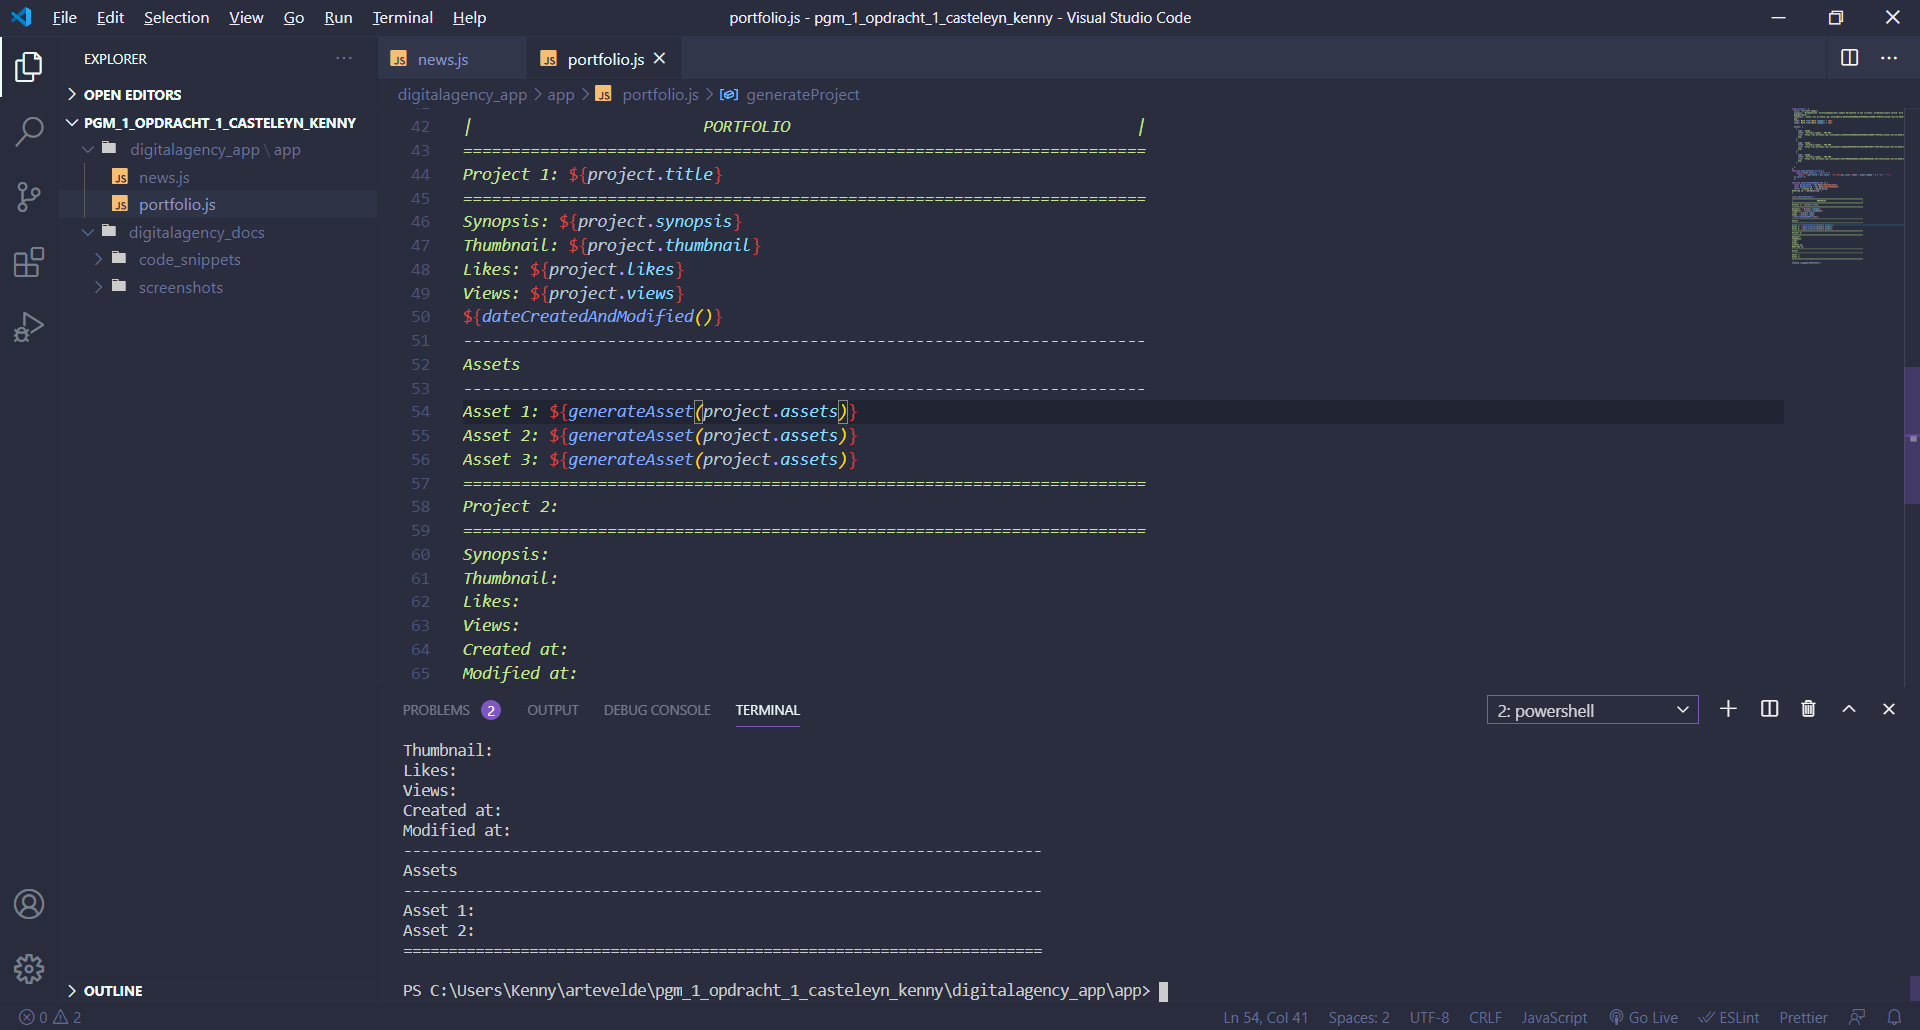 File Edit Selection View Go Run Terminal Help
portfolio.js - pgm_1_opdracht_1_casteleyn_kenny - Visual Studio Code
EXPLORER
JS news.js
JS portfolio.js
OPEN EDITORS
PGM_1_OPDRACHT_1_CASTELEYN_KENNY
digitalagency_app \ app
JS news.js
JS portfolio.js
digitalagency_docs
code_snippets
screenshots
OUTLINE
digitalagency_app > app > JS portfolio.js > generateProject
42 | PORTFOLIO |
43 =======================================================================
44 Project 1: ${project.title}
45 =======================================================================
46 Synopsis: ${project.synopsis}
47 Thumbnail: ${project.thumbnail}
48 Likes: ${project.likes}
49 Views: ${project.views}
50 ${dateCreatedAndModified()}
51 -----------------------------------------------------------------------
52 Assets
53 -----------------------------------------------------------------------
54 Asset 1: ${generateAsset(project.assets)}
55 Asset 2: ${generateAsset(project.assets)}
56 Asset 3: ${generateAsset(project.assets)}
57 =======================================================================
58 Project 2:
59 =======================================================================
60 Synopsis:
61 Thumbnail:
62 Likes:
63 Views:
64 Created at:
65 Modified at:
PROBLEMS 2 OUTPUT DEBUG CONSOLE TERMINAL
2: powershell
Thumbnail:
Likes:
Views:
Created at:
Modified at:
-----------------------------------------------------------------------
Assets
-----------------------------------------------------------------------
Asset 1:
Asset 2:
=======================================================================
PS C:\Users\Kenny\artevelde\pgm_1_opdracht_1_casteleyn_kenny\digitalagency_app\app>
0 2
Ln 54, Col 41 Spaces: 2 UTF-8 CRLF JavaScript Go Live ESLint Prettier